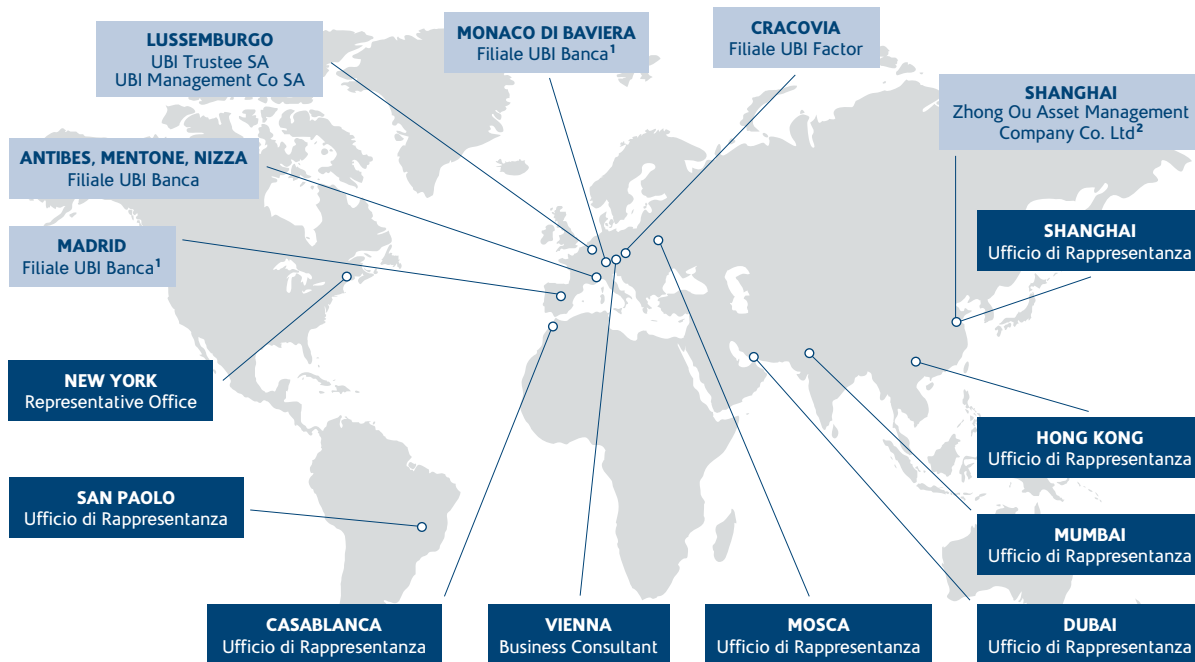 LUSSEMBURGO
UBI Trustee SA
UBI Management Co SA
MONACO DI BAVIERA
Filiale UBI Banca¹
CRACOVIA
Filiale UBI Factor
SHANGHAI
Zhong Ou Asset Management
Company Co. Ltd²
ANTIBES, MENTONE, NIZZA
Filiale UBI Banca
MADRID
Filiale UBI Banca¹
SHANGHAI
Ufficio di Rappresentanza
NEW YORK
Representative Office
HONG KONG
Ufficio di Rappresentanza
SAN PAOLO
Ufficio di Rappresentanza
MUMBAI
Ufficio di Rappresentanza
CASABLANCA
Ufficio di Rappresentanza
VIENNA
Business Consultant
MOSCA
Ufficio di Rappresentanza
DUBAI
Ufficio di Rappresentanza